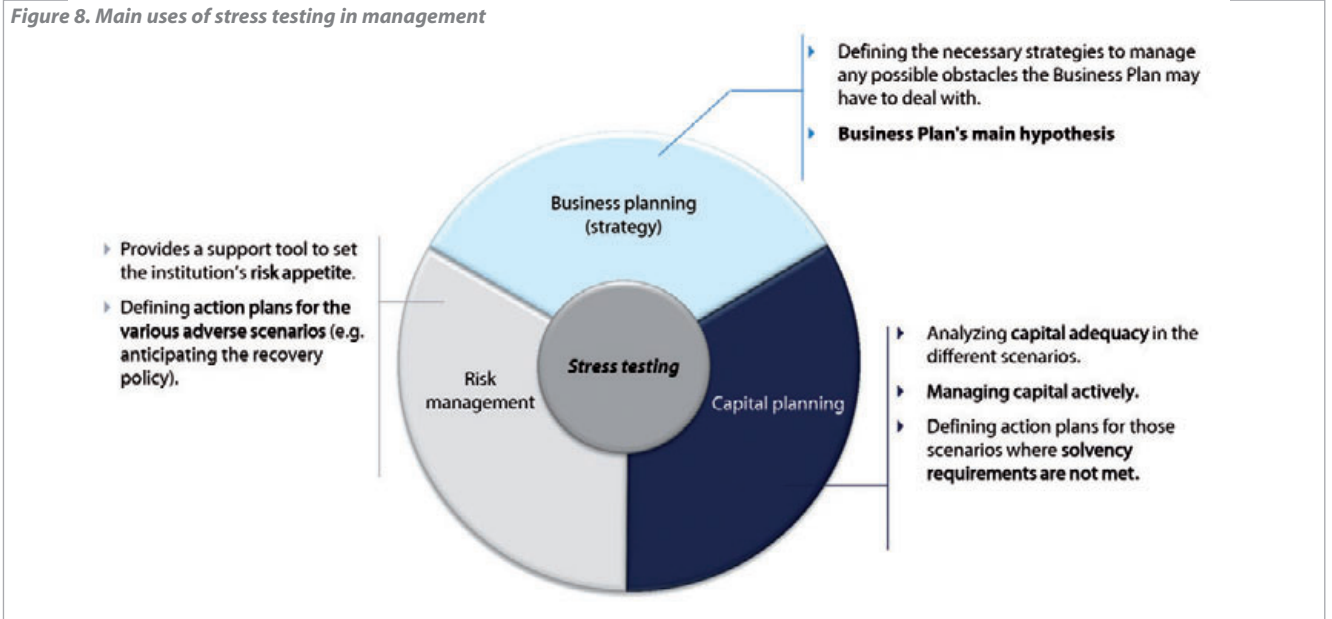 Figure 8. Main uses of stress testing in management
Defining the necessary strategies to manage
any possible obstacles the Business Plan may
have to deal with.
Business Plan's main hypothesis
Business planning
(strategy)
Provides a support tool to set
the institution's risk appetite.
Defining action plans for the
various adverse scenarios (e.g.
anticipating the recovery
policy).
Risk
management
Stress testing
Capital planning
Analyzing capital adequacy in the
different scenarios.
Managing capital actively.
Defining action plans for those
scenarios where solvency
requirements are not met.